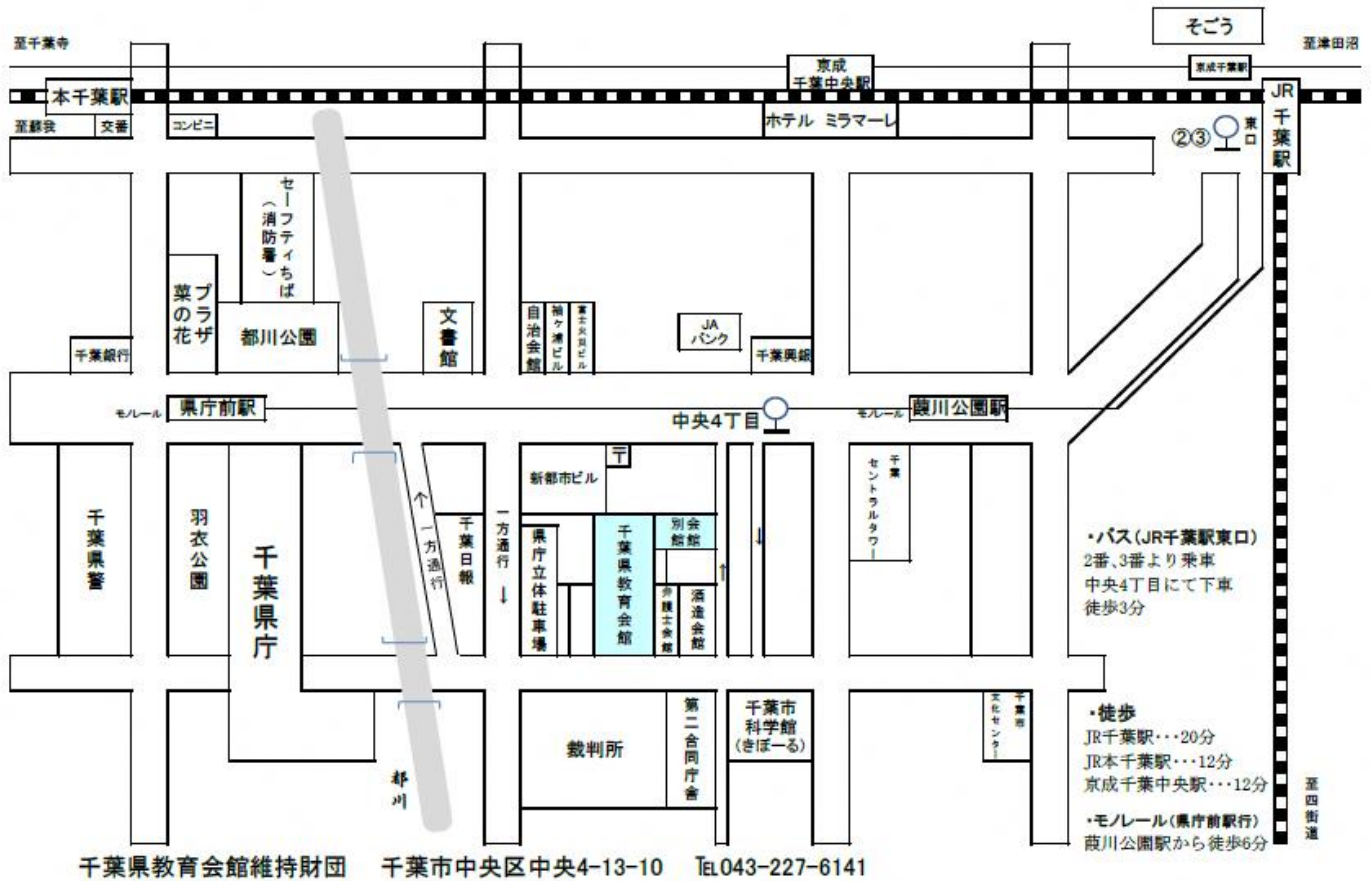 そごう
至千葉寺
至津田沼
京成
千葉中央駅
京成千葉駅
本千葉駅
JR
千葉駅
東口
至蘇我
交番
コンビニ
ホテル ミラマーレ
②③
セーフティちば
(消防署)
プラザ
菜の花
都川公園
文書館
自治会館
袖ヶ浦ビル
富士火災ビル
JA
バンク
千葉銀行
千葉興銀
モノレール
県庁前駅
中央4丁目
モノレール
葭川公園駅
新都市ビル
〒
千葉
セントラルタワー
千葉県警
羽衣公園
千葉県庁
↑
一方通行
千葉日報
一方通行
↓
県庁立体駐車場
千葉県教育会館
別館
会館
弁護士会館
酒造会館
↑
↓
・バス(JR千葉駅東口)
2番、3番より乗車
中央4丁目にて下車
徒歩3分
裁判所
第二合同庁舎
千葉市
科学館
(きぼーる)
千葉市
文化センター
・徒歩
JR千葉駅・・・20分
JR本千葉駅・・・12分
京成千葉中央駅・・・12分
都川
至四街道
・モノレール(県庁前駅行)
葭川公園駅から徒歩6分
千葉県教育会館維持財団 千葉市中央区中央4-13-10 ℡043-227-6141